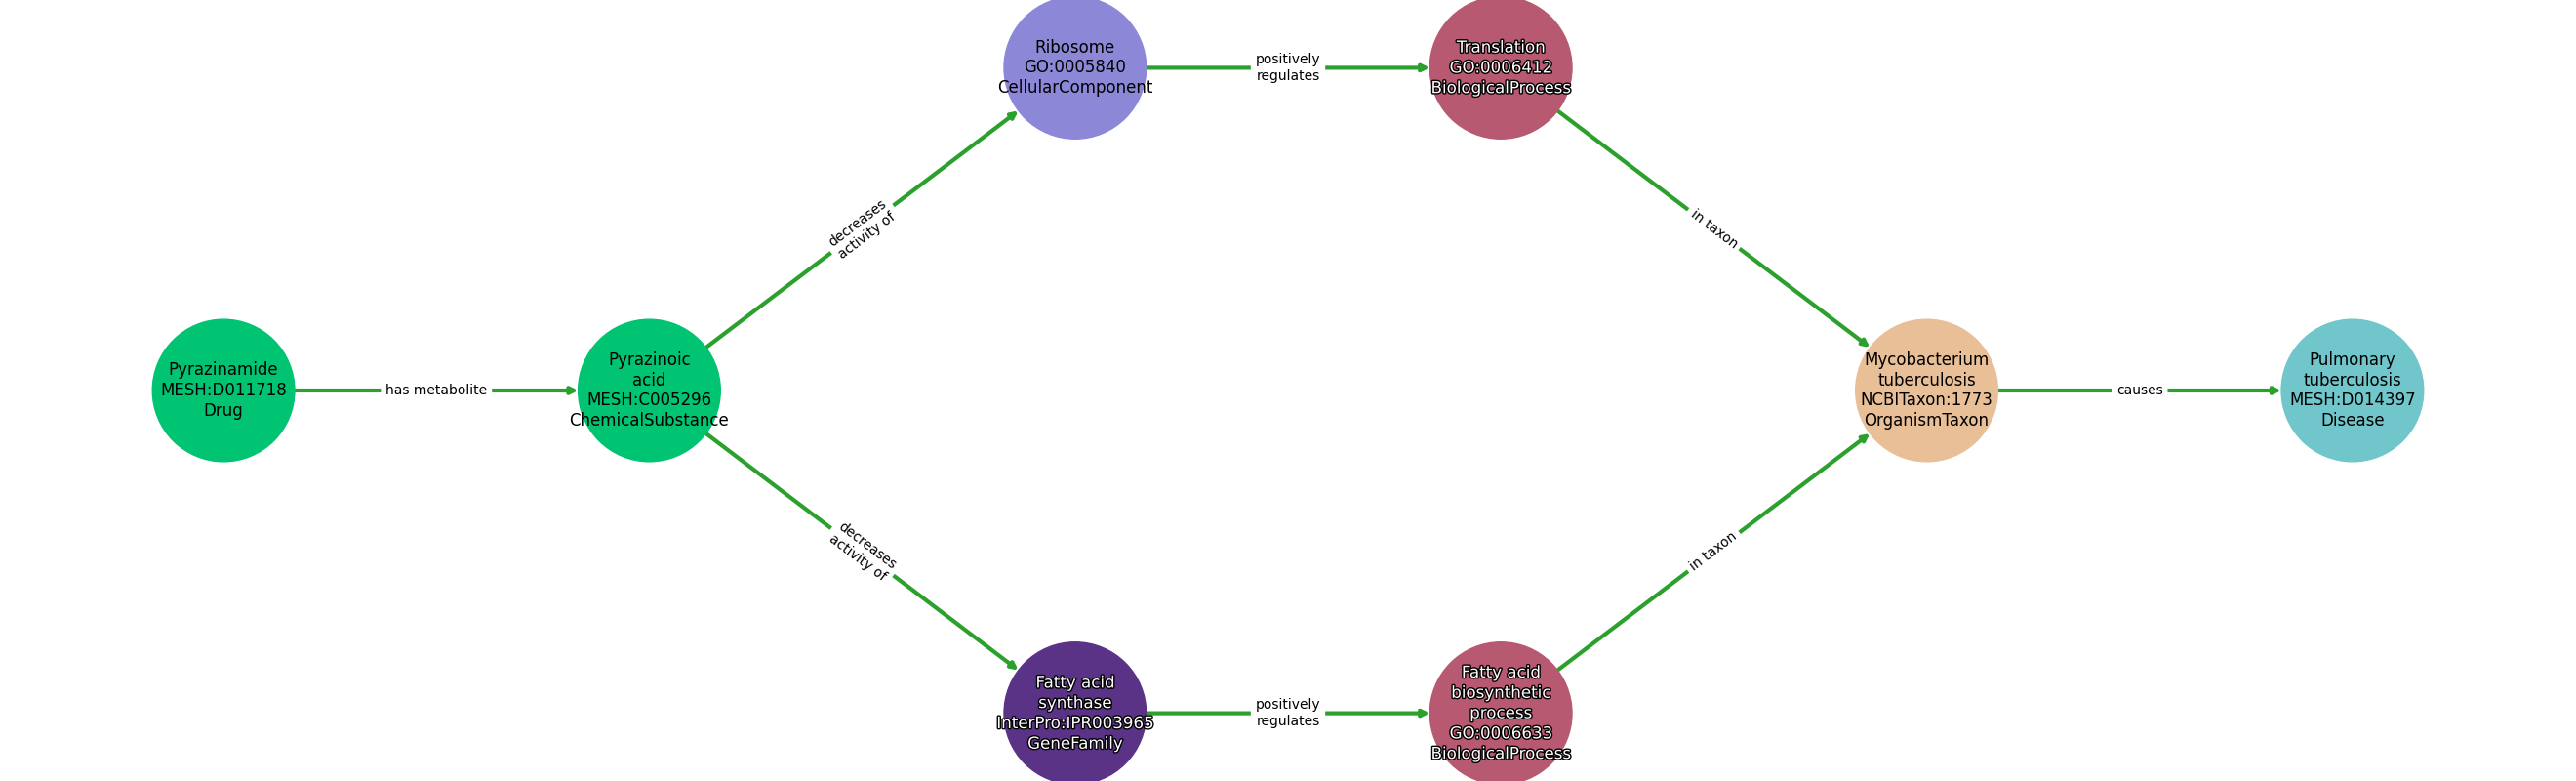 Ribosome
GO:0005840
CellularComponent
positively
regulates
Translation
GO:0006412
BiologicalProcess
decreases
activity of
in taxon
Pyrazinamide
MESH:D011718
Drug
has metabolite
Pyrazinoic
acid
MESH:C005296
ChemicalSubstance
Mycobacterium
tuberculosis
NCBITaxon:1773
OrganismTaxon
causes
Pulmonary
tuberculosis
MESH:D014397
Disease
decreases
activity of
in taxon
Fatty acid
synthase
InterPro:IPR003965
GeneFamily
positively
regulates
Fatty acid
biosynthetic
process
GO:0006633
BiologicalProcess